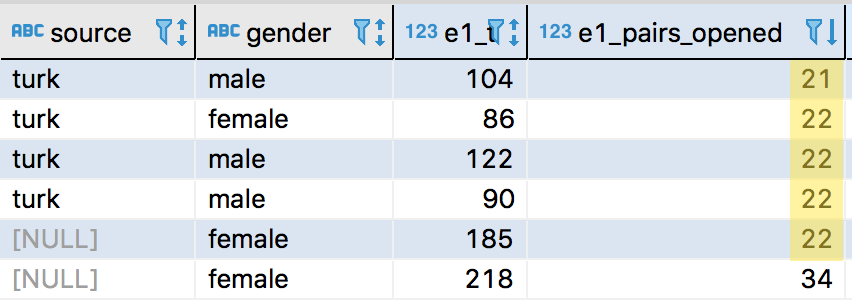 ABC source ABC gender 123 e1_t 123 e1_pairs_opened
turk male 104 21
turk female 86 22
turk male 122 22
turk male 90 22
[NULL] female 185 22
[NULL] female 218 34